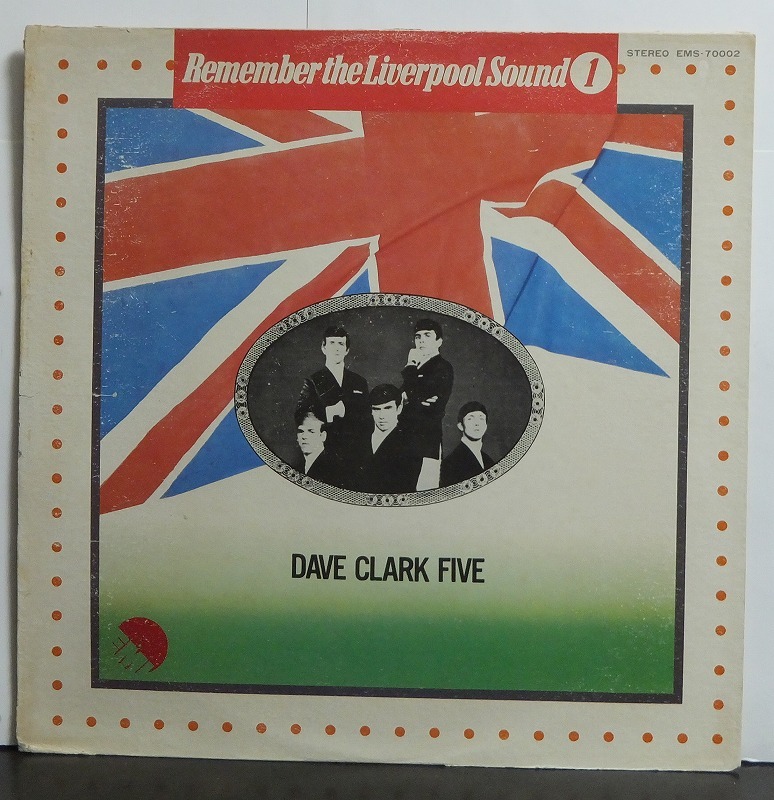 Remember the Liverpool Sound 1
STEREO EMS-70002
DAVE CLARK FIVE